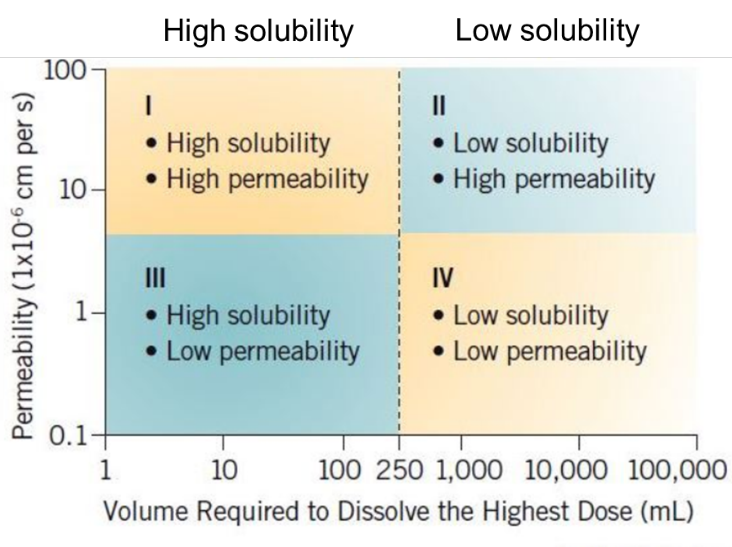 High solubility Low solubility
100
10
1
0.1
Permeability (1x10⁻⁶ cm per s)
I
• High solubility
• High permeability
II
• Low solubility
• High permeability
III
• High solubility
• Low permeability
IV
• Low solubility
• Low permeability
1 10 100 250 1,000 10,000 100,000
Volume Required to Dissolve the Highest Dose (mL)